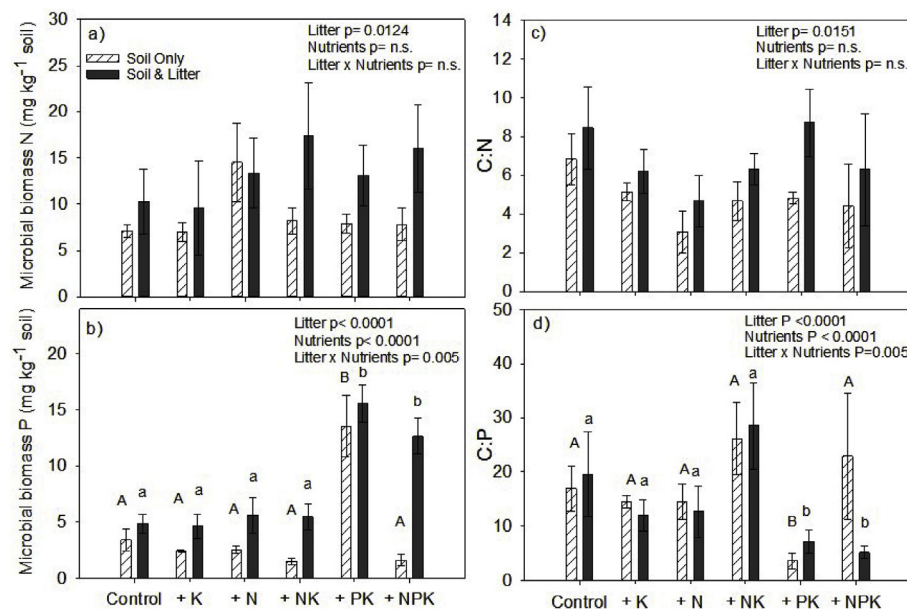 a)
Litter p= 0.0124
Nutrients p= n.s.
Litter x Nutrients p= n.s.
Soil Only
Soil & Litter
Microbial biomass N (mg kg⁻¹ soil)
30
25
20
15
10
5
0
b)
Litter p< 0.0001
Nutrients p< 0.0001
Litter x Nutrients p= 0.005
Microbial biomass P (mg kg⁻¹ soil)
20
15
10
5
0
A a A a A a A a B b A b
Control + K + N + NK + PK + NPK
c)
Litter p= 0.0151
Nutrients p= n.s.
Litter x Nutrients p= n.s.
C:N
14
12
10
8
6
4
2
0
d)
Litter P <0.0001
Nutrients P < 0.0001
Litter x Nutrients P=0.005
C:P
50
40
30
20
10
0
A a A a A a A a B b A b
Control + K + N + NK + PK + NPK